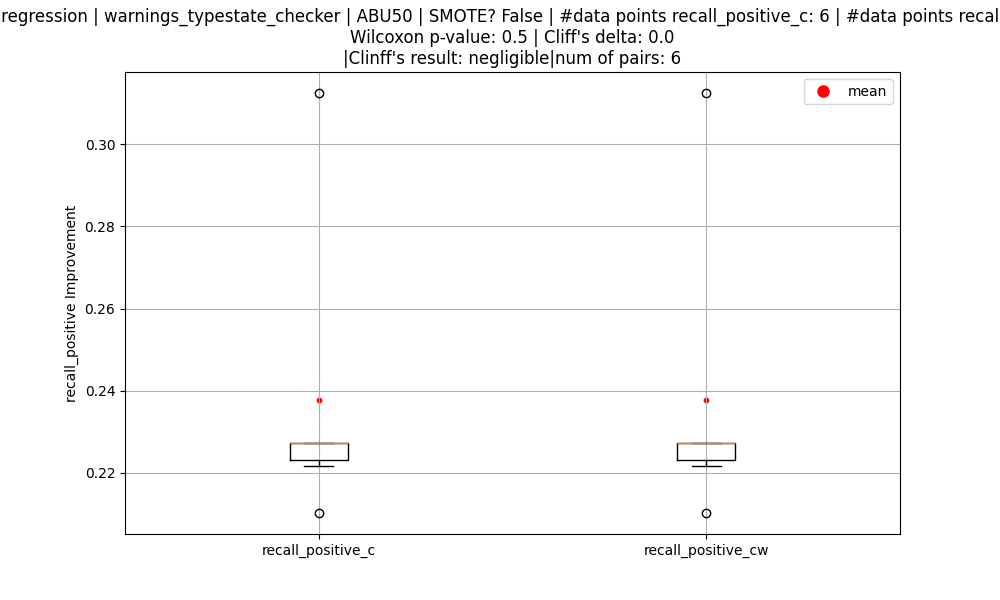 regression | warnings_typestate_checker | ABU50 | SMOTE? False | #data points recall_positive_c: 6 | #data points recal
Wilcoxon p-value: 0.5 | Cliff's delta: 0.0
|Clinff's result: negligible|num of pairs: 6
mean
0.30
0.28
0.26
0.24
0.22
recall_positive Improvement
recall_positive_c
recall_positive_cw